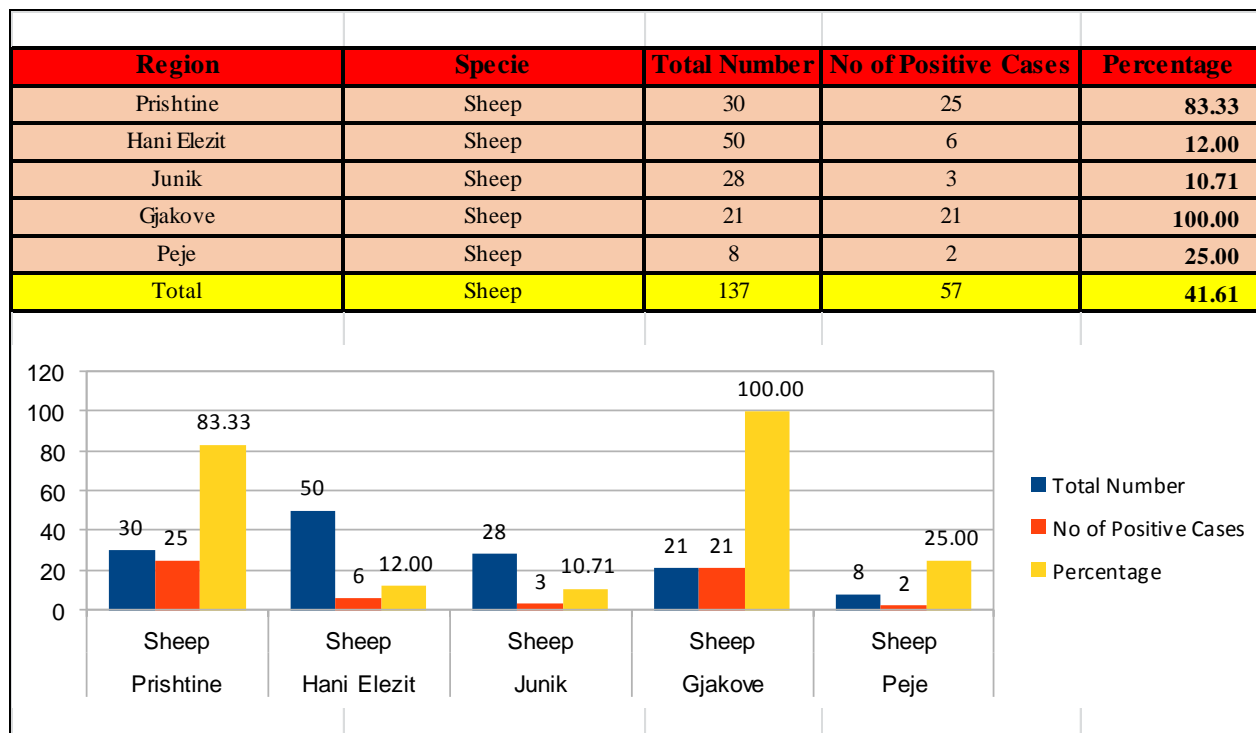 Region Specie Total Number No of Positive Cases Percentage
Prishtine Sheep 30 25 83.33
Hani Elezit Sheep 50 6 12.00
Junik Sheep 28 3 10.71
Gjakove Sheep 21 21 100.00
Peje Sheep 8 2 25.00
Total Sheep 137 57 41.61
120
100
80
60
40
20
0
30 25 83.33
50 6 12.00
28 3 10.71
21 21 100.00
8 2 25.00
Sheep Sheep Sheep Sheep Sheep
Prishtine Hani Elezit Junik Gjakove Peje
Total Number
No of Positive Cases
Percentage